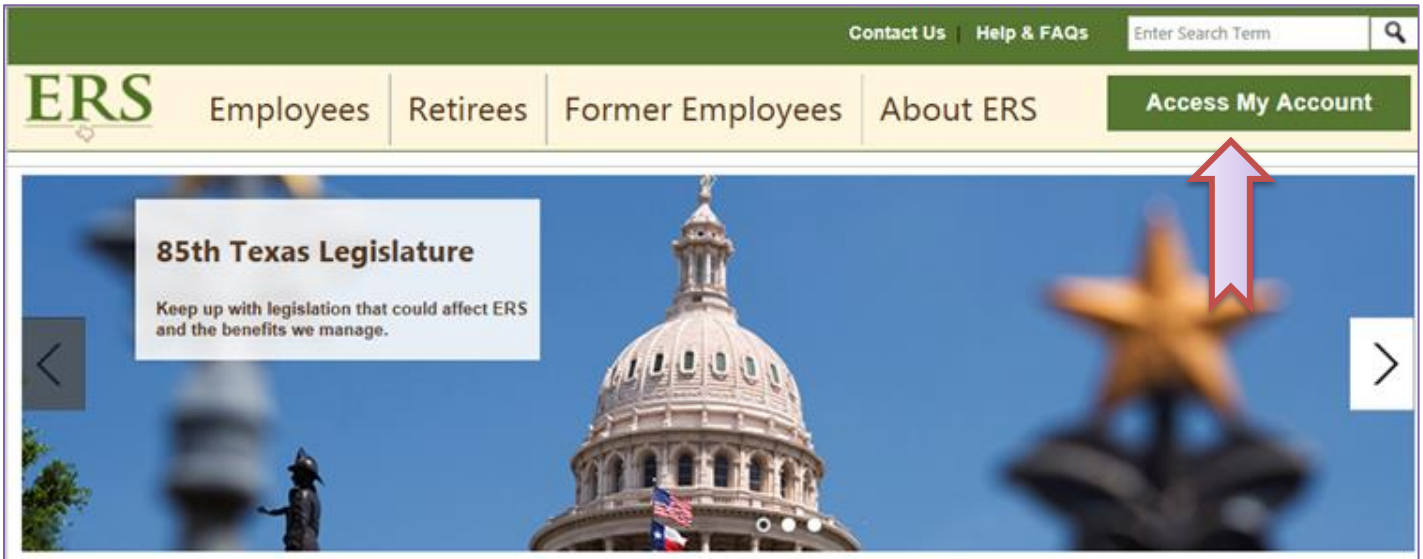 Contact Us | Help & FAQs Enter Search Term
ERS Employees Retirees Former Employees About ERS Access My Account
85th Texas Legislature
Keep up with legislation that could affect ERS
and the benefits we manage.